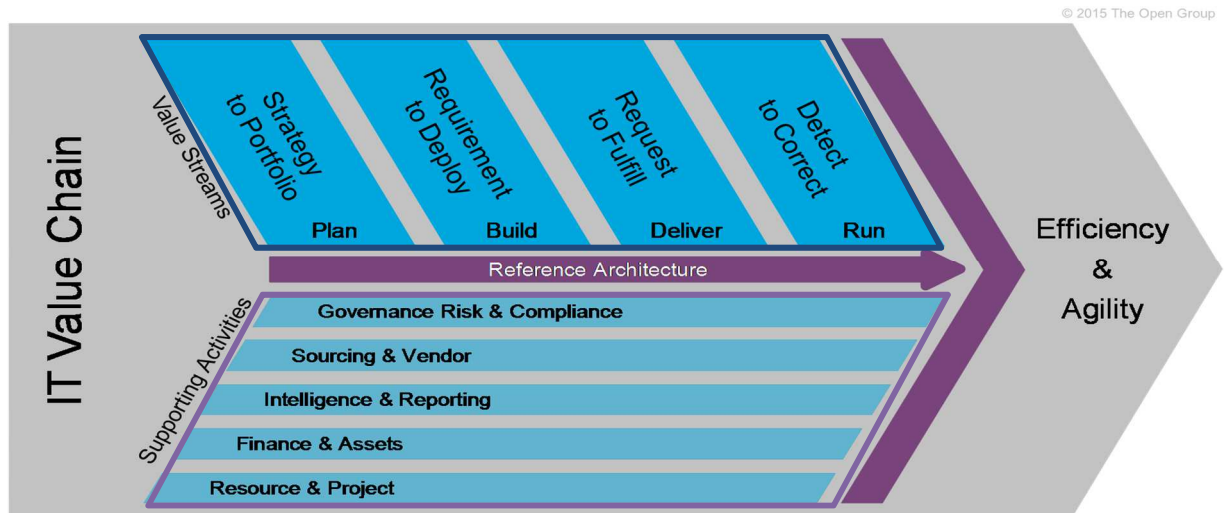 © 2015 The Open Group
IT Value Chain
Value Streams
Strategy
to Portfolio
Plan
Requirement
to Deploy
Build
Request
to Fulfill
Deliver
Detect
to Correct
Run
Reference Architecture
Supporting Activities
Governance Risk & Compliance
Sourcing & Vendor
Intelligence & Reporting
Finance & Assets
Resource & Project
Efficiency
&
Agility